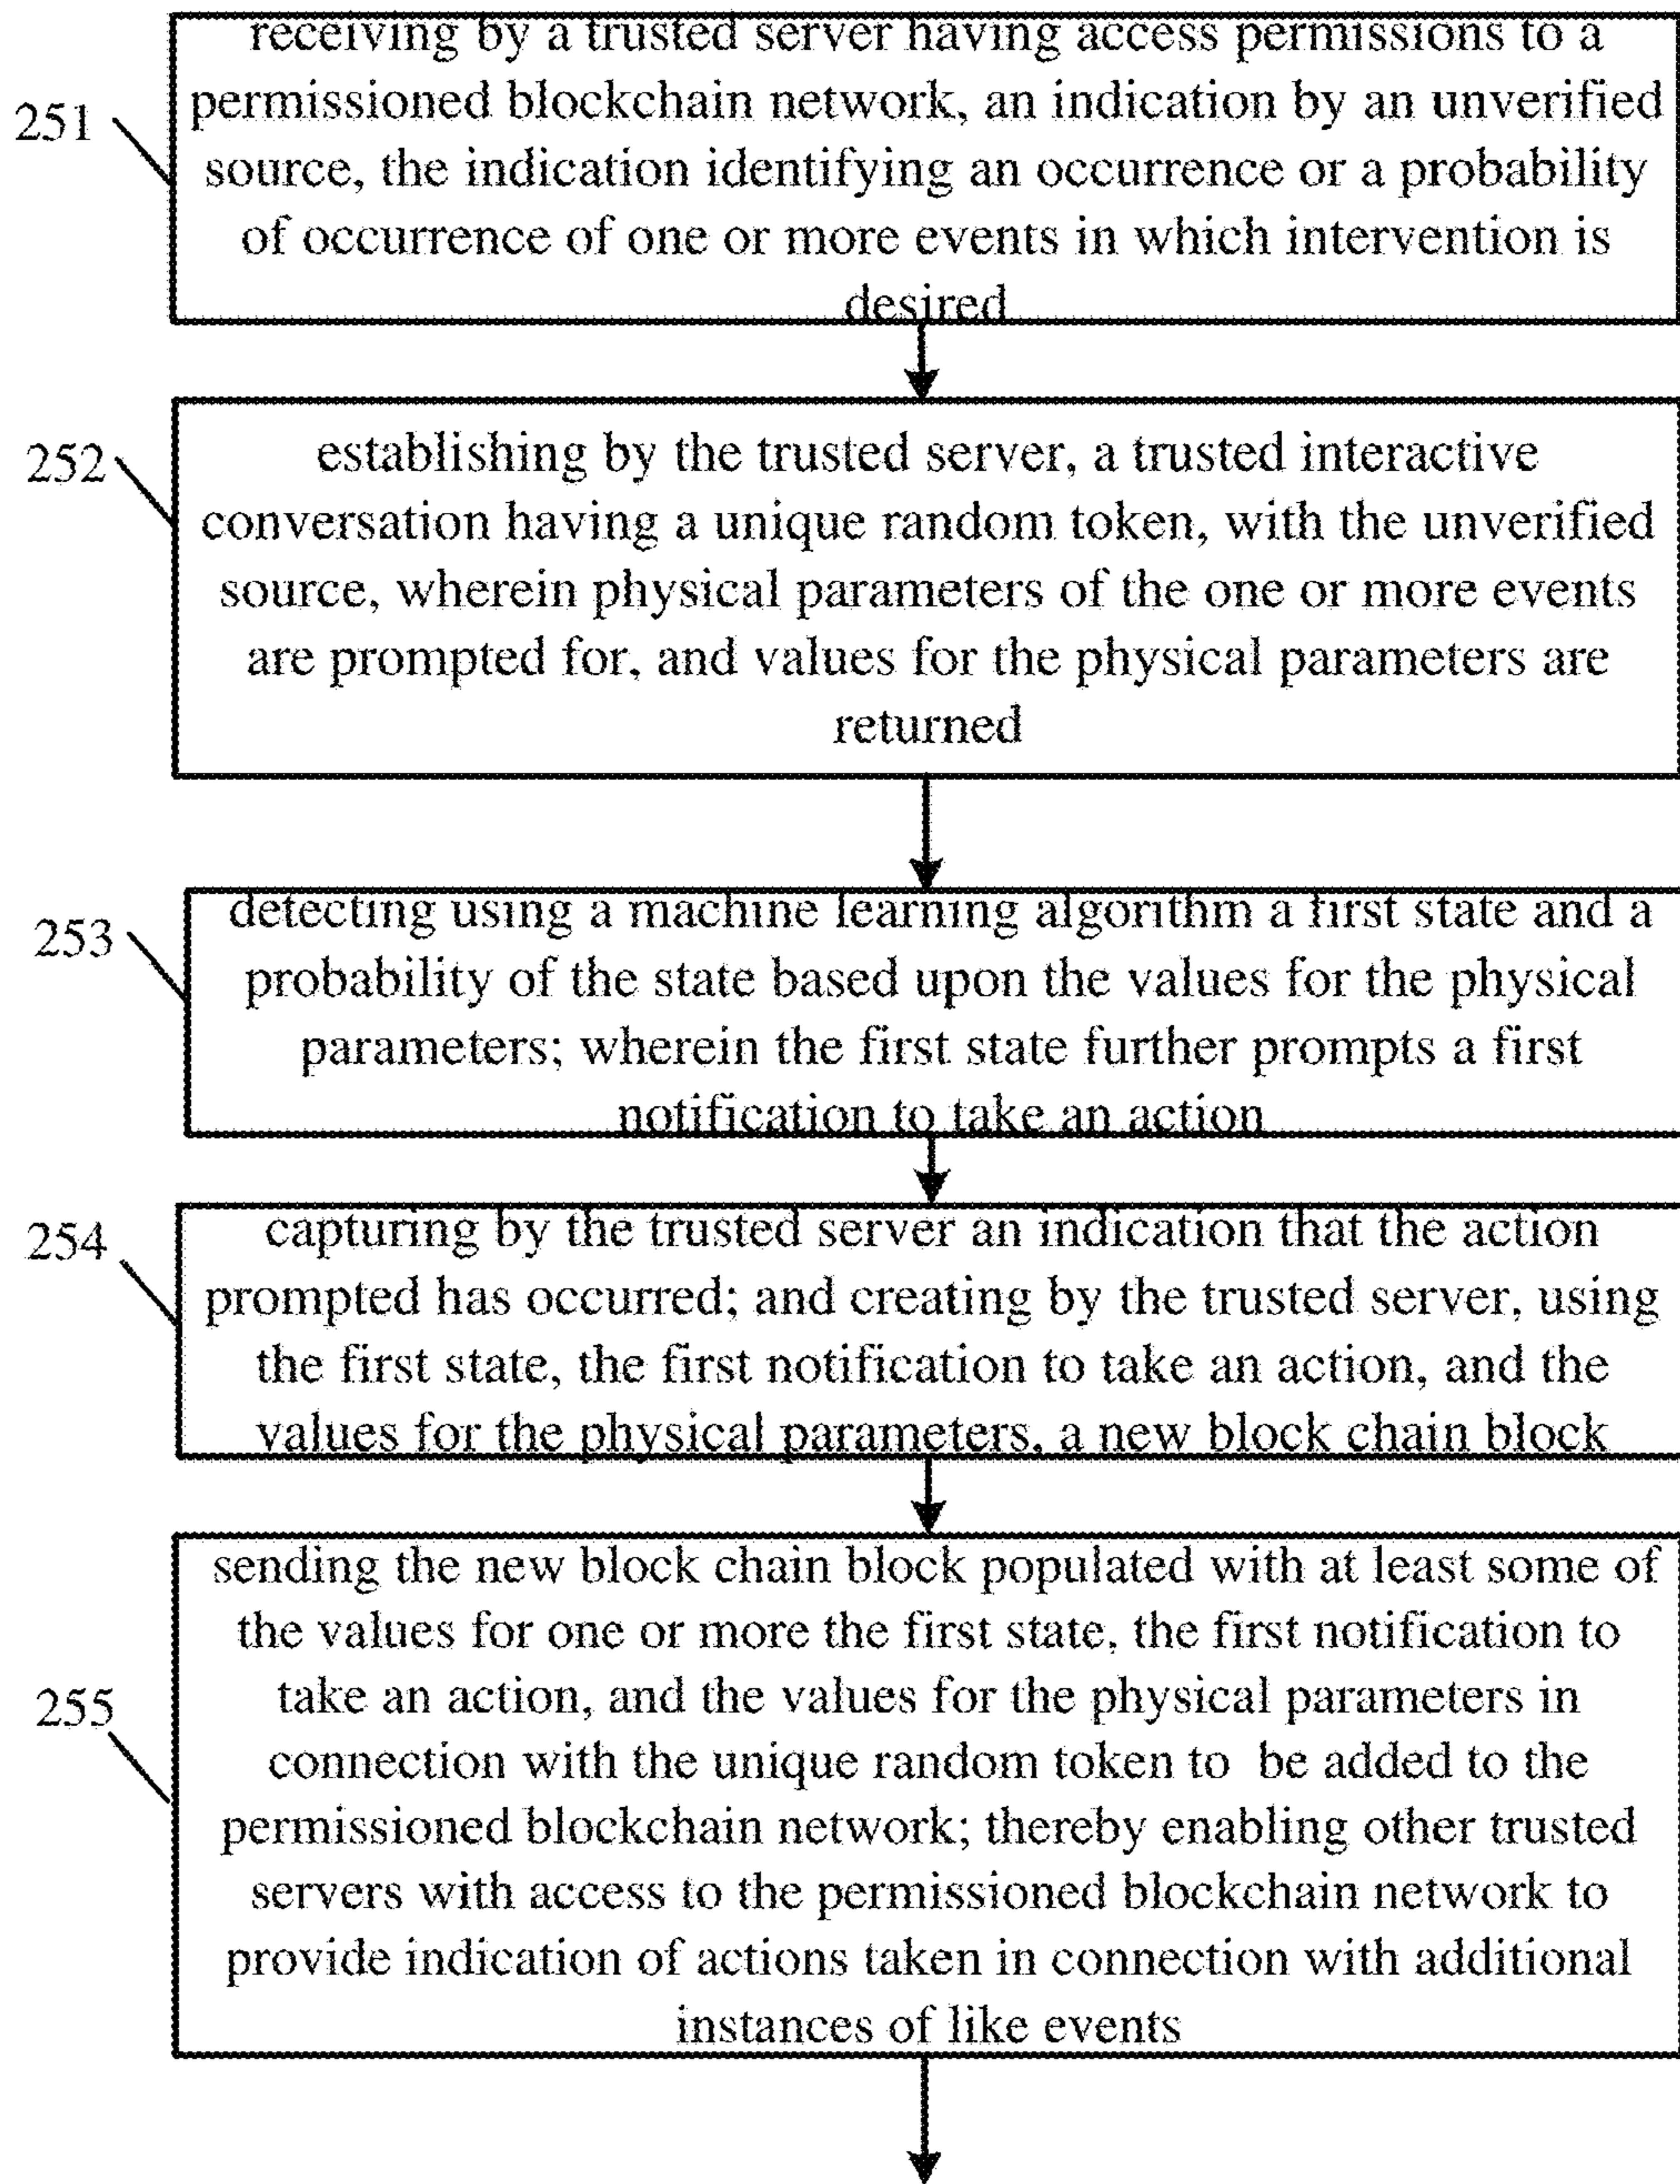 receiving by a trusted server having access permissions to a
251
permissioned blockchain network, an indication by an unverified
source, the indication identifying an occurrence or a probability
of occurrence of one or more events in which intervention is
desired
252
establishing by the trusted server, a trusted interactive
conversation having a unique random token, with the unverified
source, wherein physical parameters of the one or more events
are prompted for, and values for the physical parameters are
returned
253
detecting using a machine learning algorithm a first state and a
probability of the state based upon the values for the physical
parameters; wherein the first state further prompts a first
notification to take an action
254
capturing by the trusted server an indication that the action
prompted has occurred; and creating by the trusted server, using
the first state, the first notification to take an action, and the
values for the physical parameters, a new block chain block
255
sending the new block chain block populated with at least some of
the values for one or more the first state, the first notification to
take an action, and the values for the physical parameters in
connection with the unique random token to be added to the
permissioned blockchain network; thereby enabling other trusted
servers with access to the permissioned blockchain network to
provide indication of actions taken in connection with additional
instances of like events